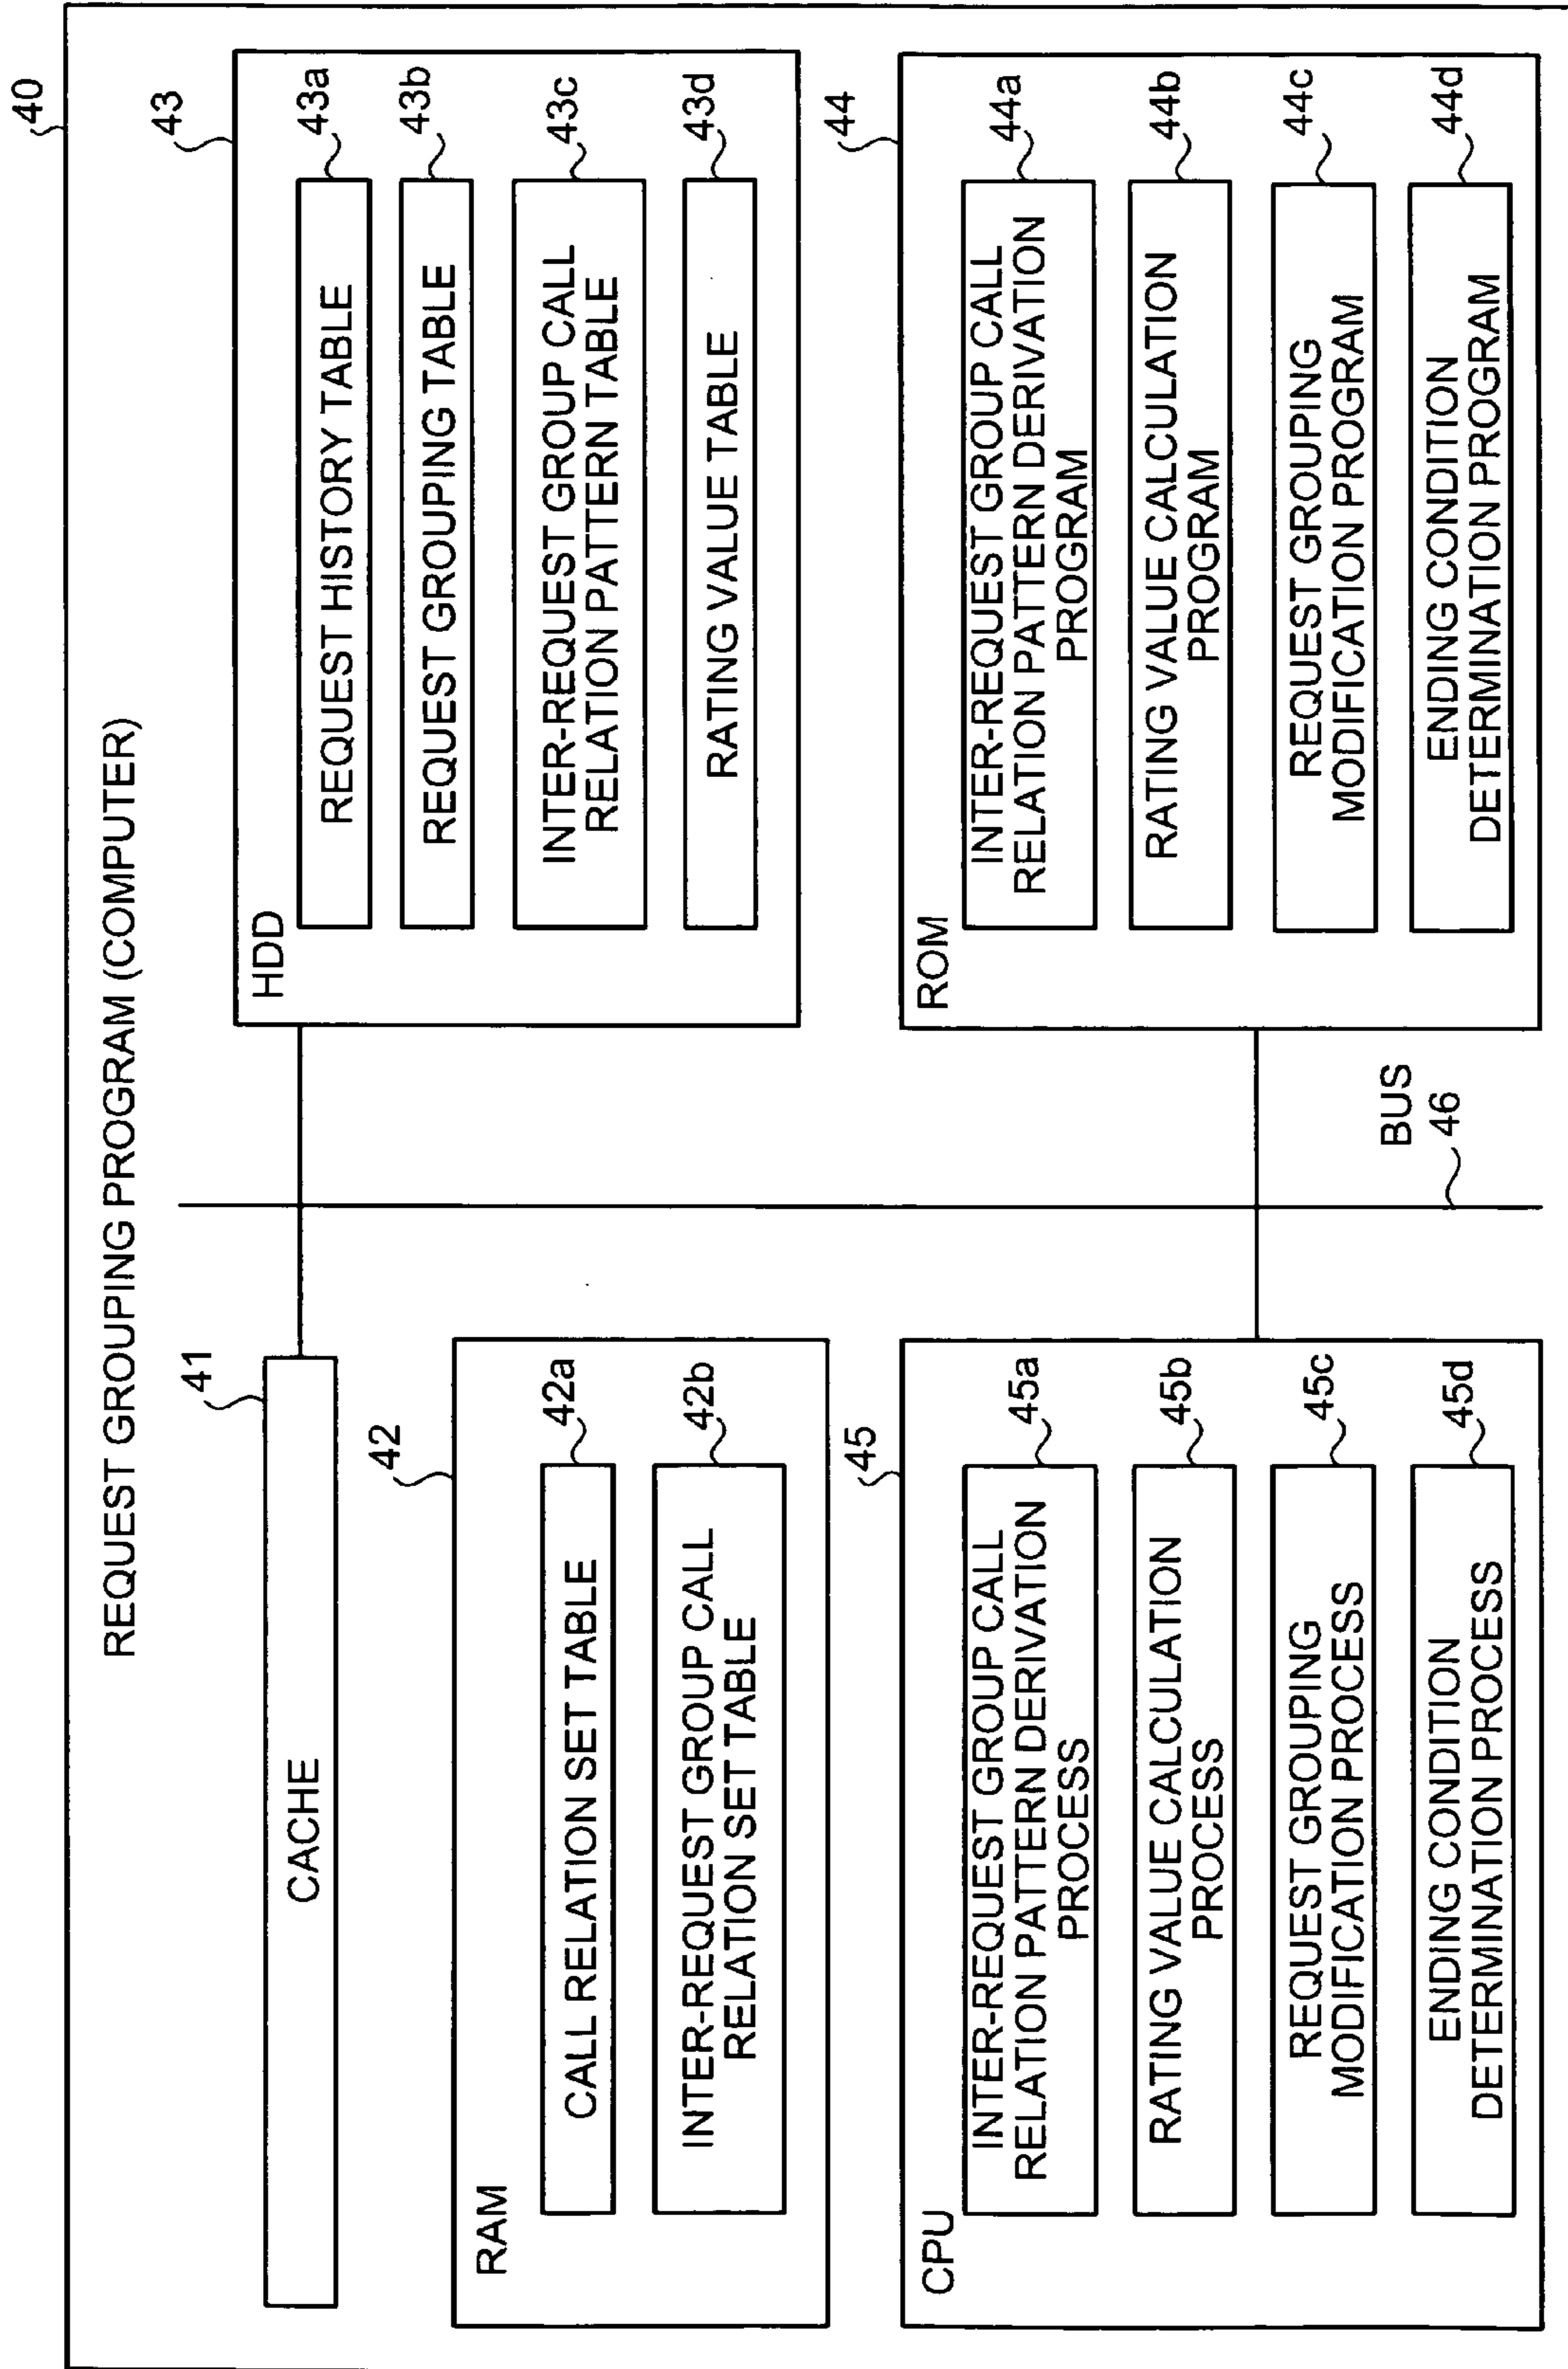 40
REQUEST GROUPING PROGRAM (COMPUTER)
41
CACHE
42
RAM
CALL RELATION SET TABLE
42a
INTER-REQUEST GROUP CALL
RELATION SET TABLE
42b
43
HDD
REQUEST HISTORY TABLE
43a
REQUEST GROUPING TABLE
43b
INTER-REQUEST GROUP CALL
RELATION PATTERN TABLE
43c
RATING VALUE TABLE
43d
45
CPU
INTER-REQUEST GROUP CALL
RELATION PATTERN DERIVATION
PROCESS
45a
RATING VALUE CALCULATION
PROCESS
45b
REQUEST GROUPING
MODIFICATION PROCESS
45c
ENDING CONDITION
DETERMINATION PROCESS
45d
44
ROM
INTER-REQUEST GROUP CALL
RELATION PATTERN DERIVATION
PROGRAM
44a
RATING VALUE CALCULATION
PROGRAM
44b
REQUEST GROUPING
MODIFICATION PROGRAM
44c
ENDING CONDITION
DETERMINATION PROGRAM
44d
BUS
46